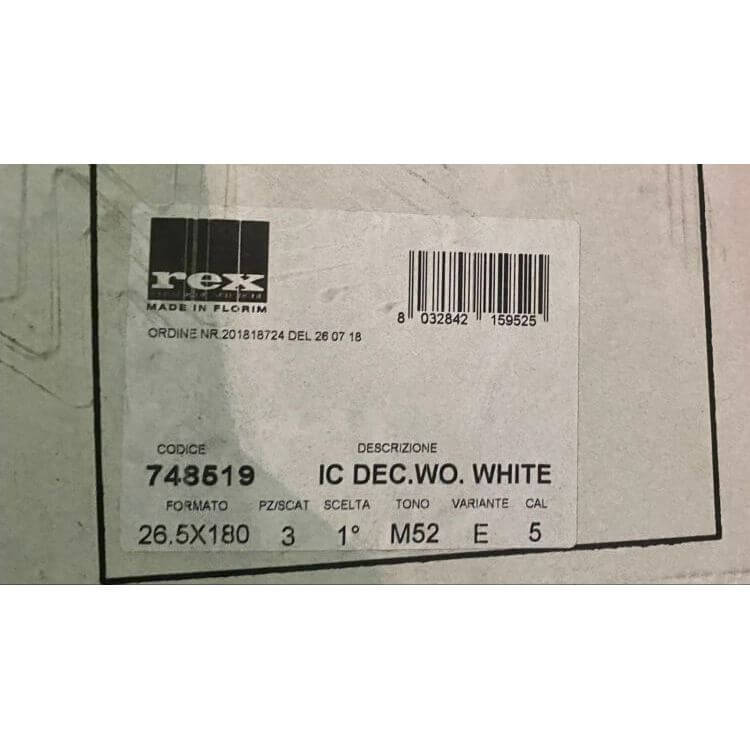 rex
MADE IN FLORIM
ORDINE NR.201818724 DEL 26 07 18
8 032842 159525
CODICE DESCRIZIONE
748519 IC DEC.WO. WHITE
FORMATO PZ/SCAT SCELTA TONO VARIANTE CAL
26.5X180 3 1° M52 E 5